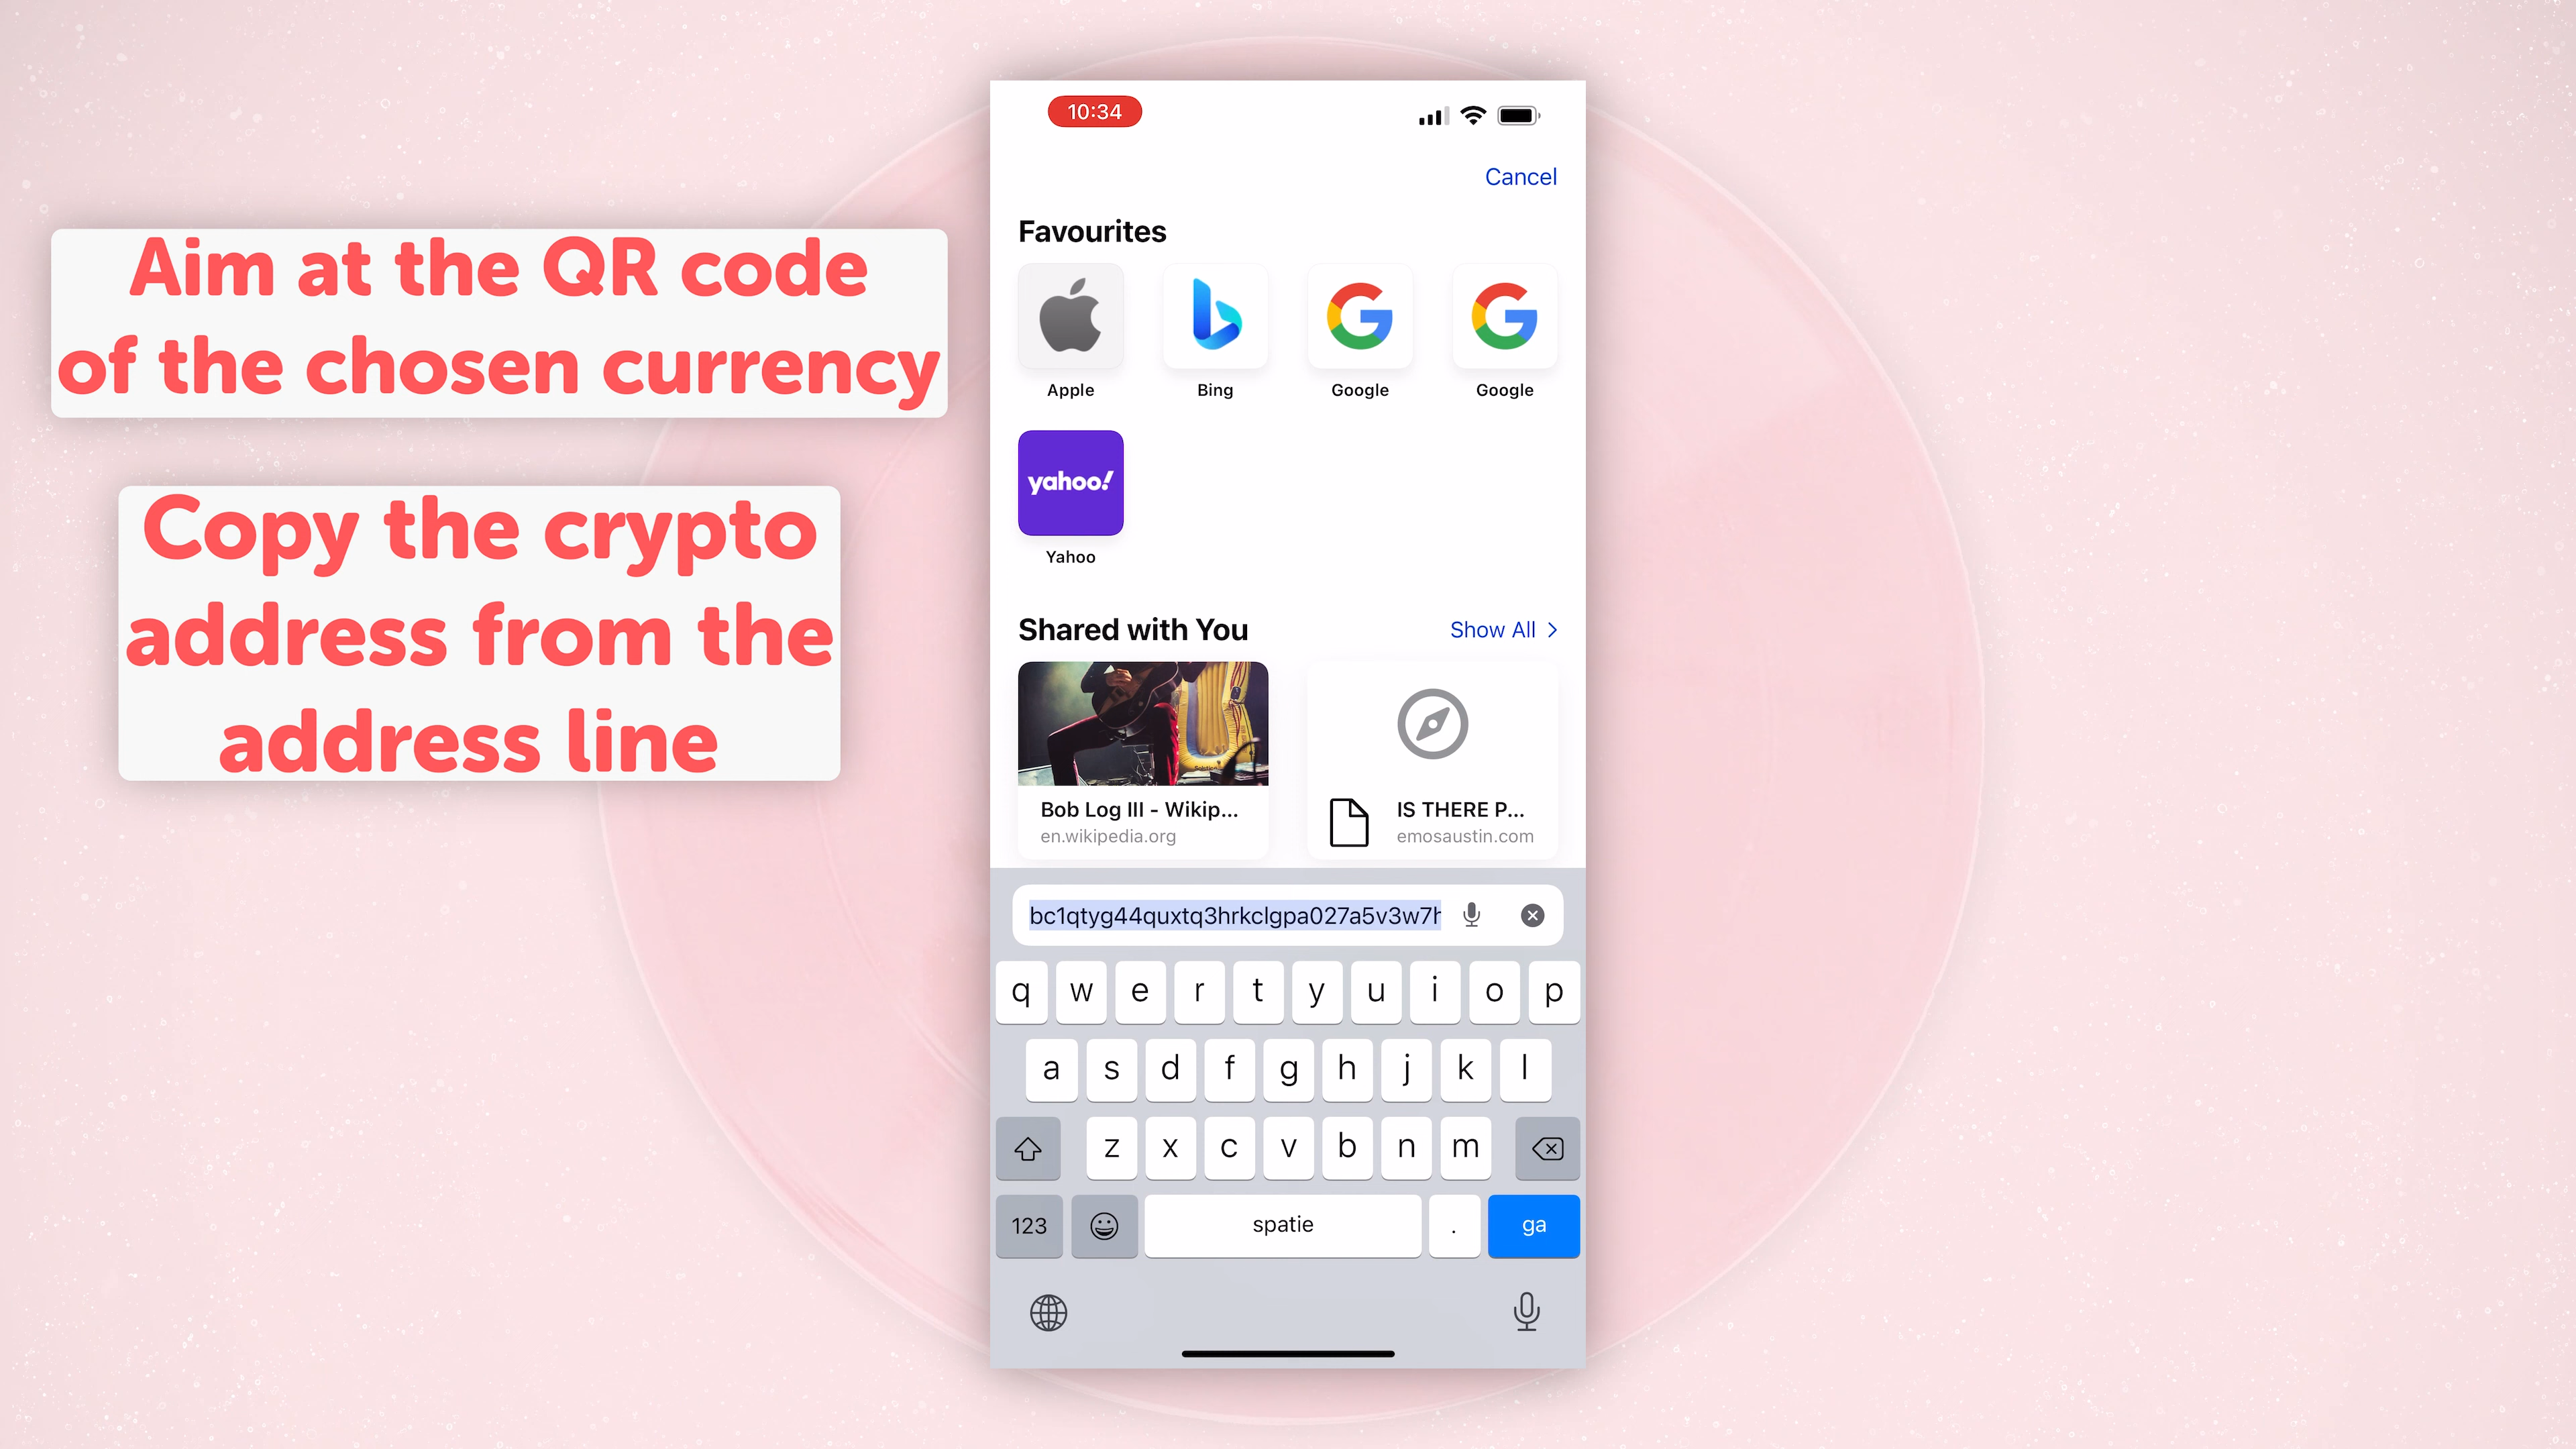 Aim at the QR code
of the chosen currency
Copy the crypto
address from the
address line
10:34
Cancel
Favourites
Apple
Bing
Google
Google
yahoo!
Yahoo
Shared with You
Show All
Bob Log III - Wikip...
en.wikipedia.org
IS THERE P...
emosaustin.com
bc1qtyg44quxtq3hrkclgpa027a5v3w7h
q w e r t y u i o p
a s d f g h j k l
z x c v b n m
123 spatie . ga